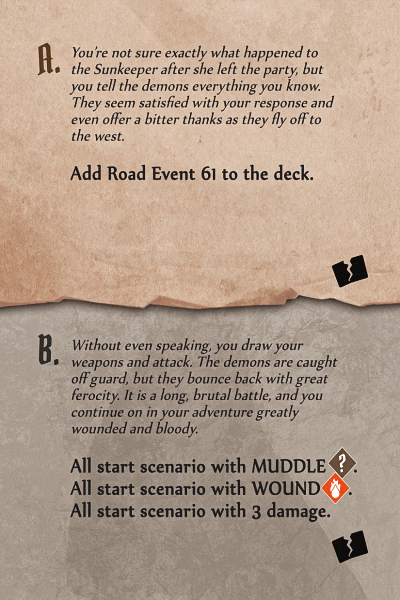 A.
You're not sure exactly what happened to
the Sunkeeper after she left the party, but
you tell the demons everything you know.
They seem satisfied with your response and
even offer a bitter thanks as they fly off to
the west.
Add Road Event 61 to the deck.
B.
Without even speaking, you draw your
weapons and attack. The demons are caught
off guard, but they bounce back with great
ferocity. It is a long, brutal battle, and you
continue on in your adventure greatly
wounded and bloody.
All start scenario with MUDDLE ?.
All start scenario with WOUND.
All start scenario with 3 damage.